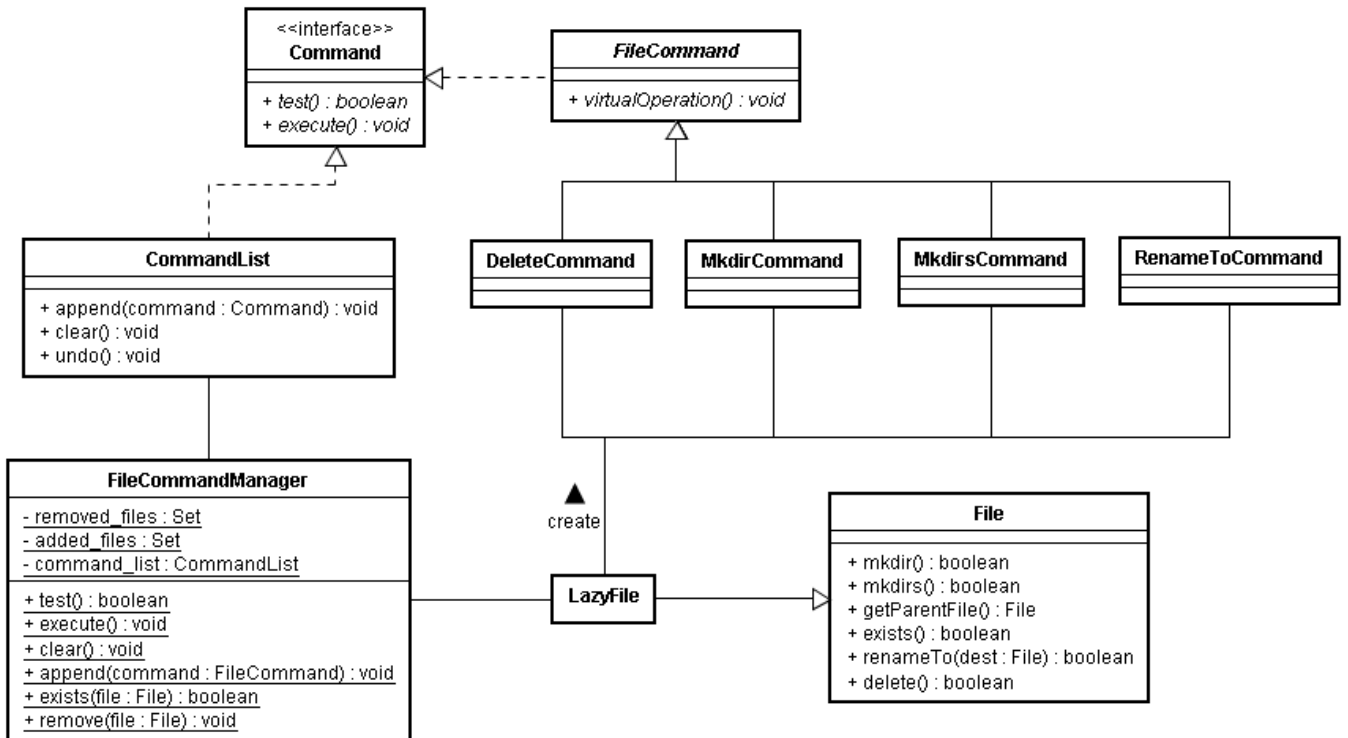 <<interface>>
Command
+ test() : boolean
+ execute() : void
FileCommand
+ virtualOperation() : void
CommandList
+ append(command : Command) : void
+ clear() : void
+ undo() : void
DeleteCommand
MkdirCommand
MkdirsCommand
RenameToCommand
FileCommandManager
- removed_files : Set
- added_files : Set
- command_list : CommandList
+ test() : boolean
+ execute() : void
+ clear() : void
+ append(command : FileCommand) : void
+ exists(file : File) : boolean
+ remove(file : File) : void
create
LazyFile
File
+ mkdir() : boolean
+ mkdirs() : boolean
+ getParentFile() : File
+ exists() : boolean
+ renameTo(dest : File) : boolean
+ delete() : boolean